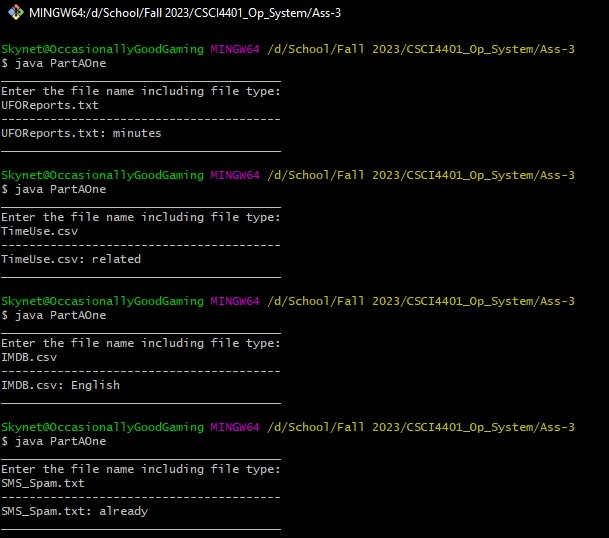 MINGW64:/d/School/Fall 2023/CSCI4401_Op_System/Ass-3
Skynet@OccasionallyGoodGaming MINGW64 /d/School/Fall 2023/CSCI4401_Op_System/Ass-3
$ java PartAOne
________________________________________
Enter the file name including file type:
UFOReports.txt
----------------------------------------
UFOReports.txt: minutes
________________________________________
Skynet@OccasionallyGoodGaming MINGW64 /d/School/Fall 2023/CSCI4401_Op_System/Ass-3
$ java PartAOne
________________________________________
Enter the file name including file type:
TimeUse.csv
----------------------------------------
TimeUse.csv: related
________________________________________
Skynet@OccasionallyGoodGaming MINGW64 /d/School/Fall 2023/CSCI4401_Op_System/Ass-3
$ java PartAOne
________________________________________
Enter the file name including file type:
IMDB.csv
----------------------------------------
IMDB.csv: English
________________________________________
Skynet@OccasionallyGoodGaming MINGW64 /d/School/Fall 2023/CSCI4401_Op_System/Ass-3
$ java PartAOne
________________________________________
Enter the file name including file type:
SMS_Spam.txt
----------------------------------------
SMS_Spam.txt: already
________________________________________